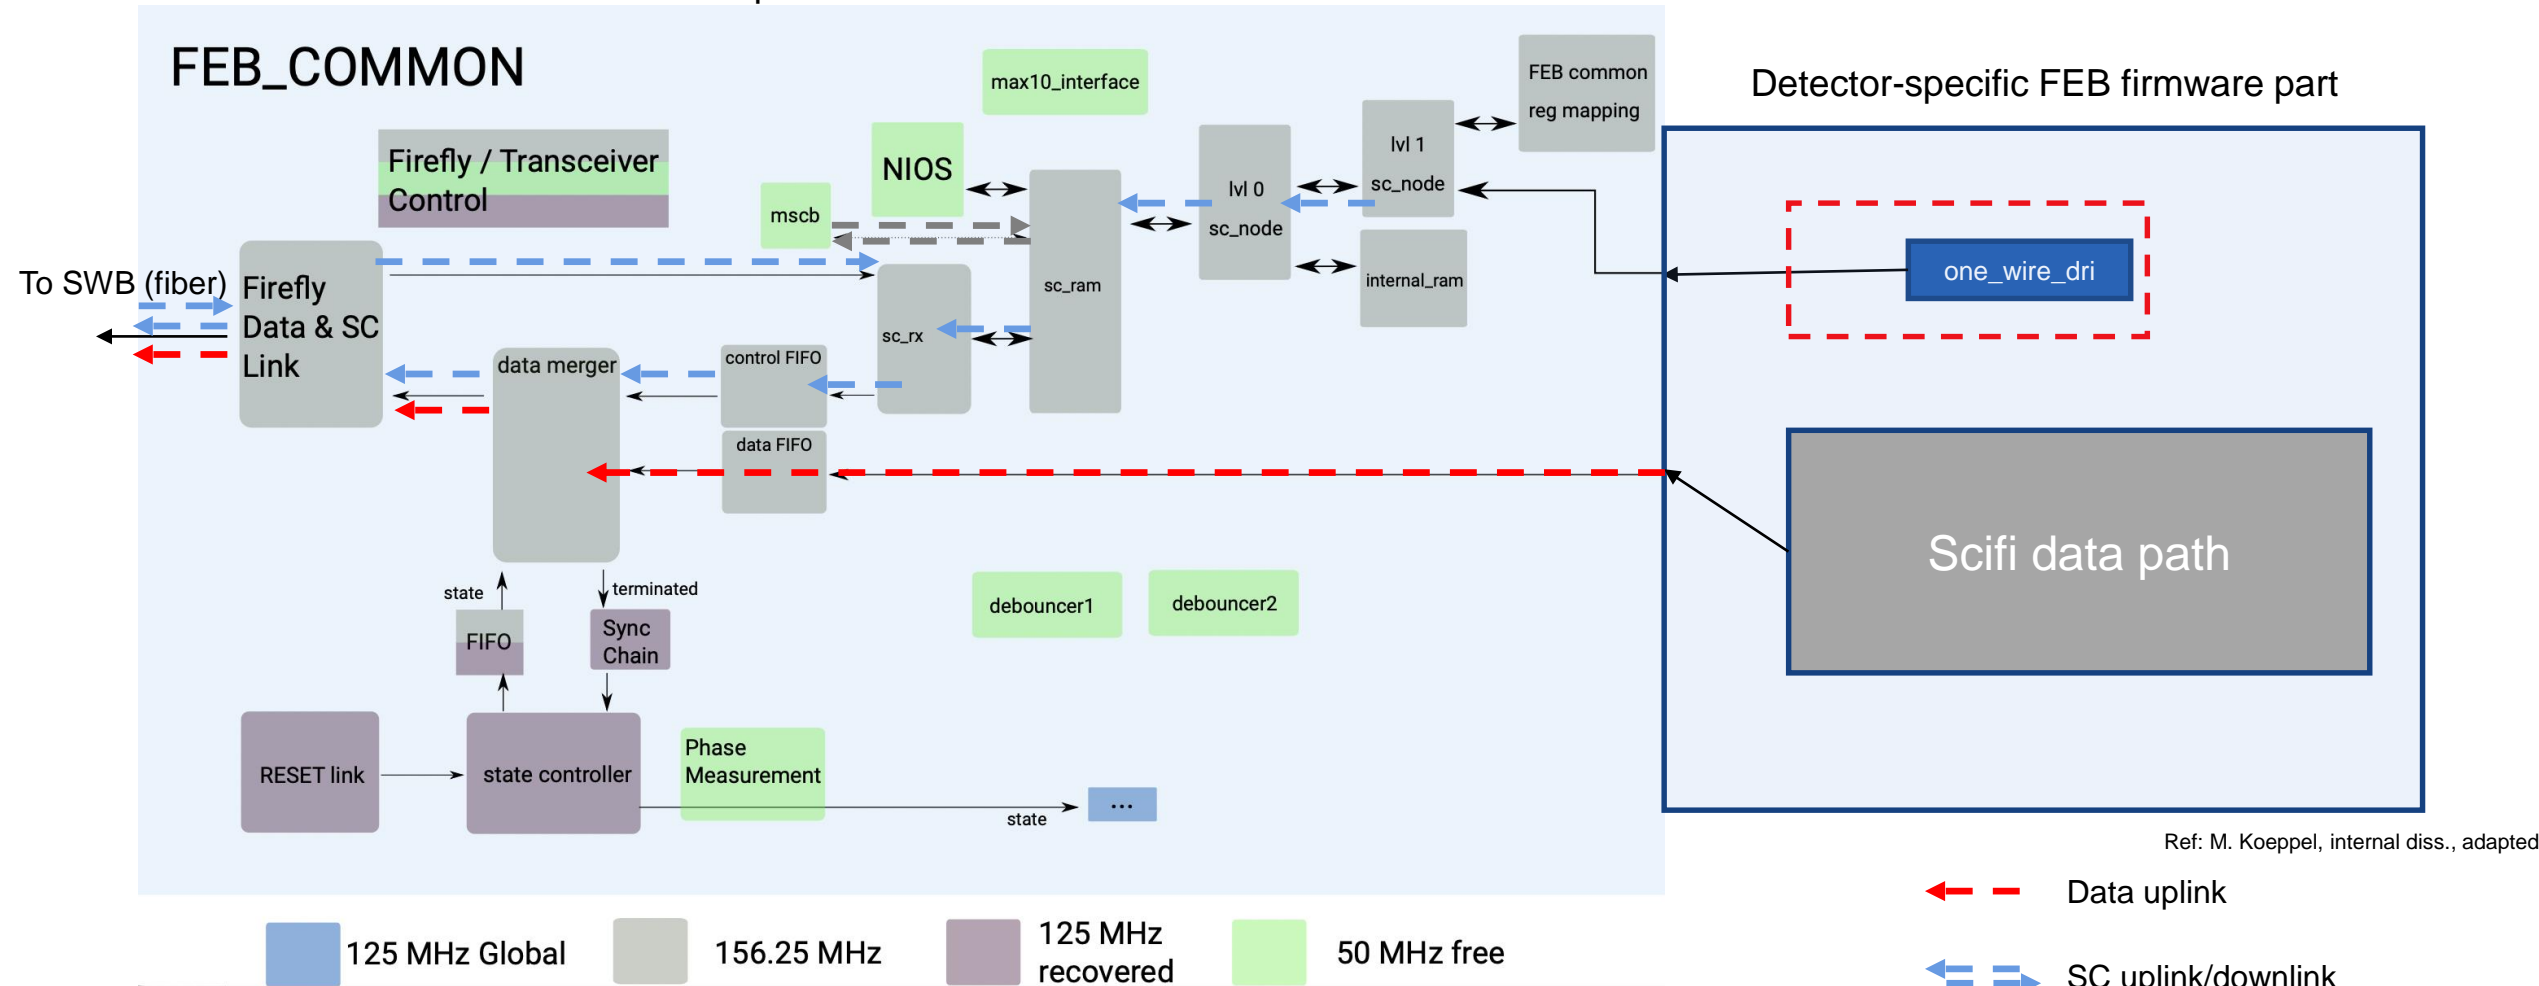 FEB_COMMON
Detector-specific FEB firmware part
max10_interface
FEB common
reg mapping
Firefly / Transceiver
Control
NIOS
mscb
lvl 1
sc_node
lvl 0
sc_node
internal_ram
sc_ram
one_wire_dri
To SWB (fiber)
Firefly
Data & SC
Link
sc_rx
data merger
control FIFO
data FIFO
Scifi data path
state
terminated
FIFO
Sync
Chain
debouncer1
debouncer2
RESET link
state controller
Phase
Measurement
state
...
Ref: M. Koeppel, internal diss., adapted
Data uplink
SC uplink/downlink
125 MHz Global
156.25 MHz
125 MHz
recovered
50 MHz free